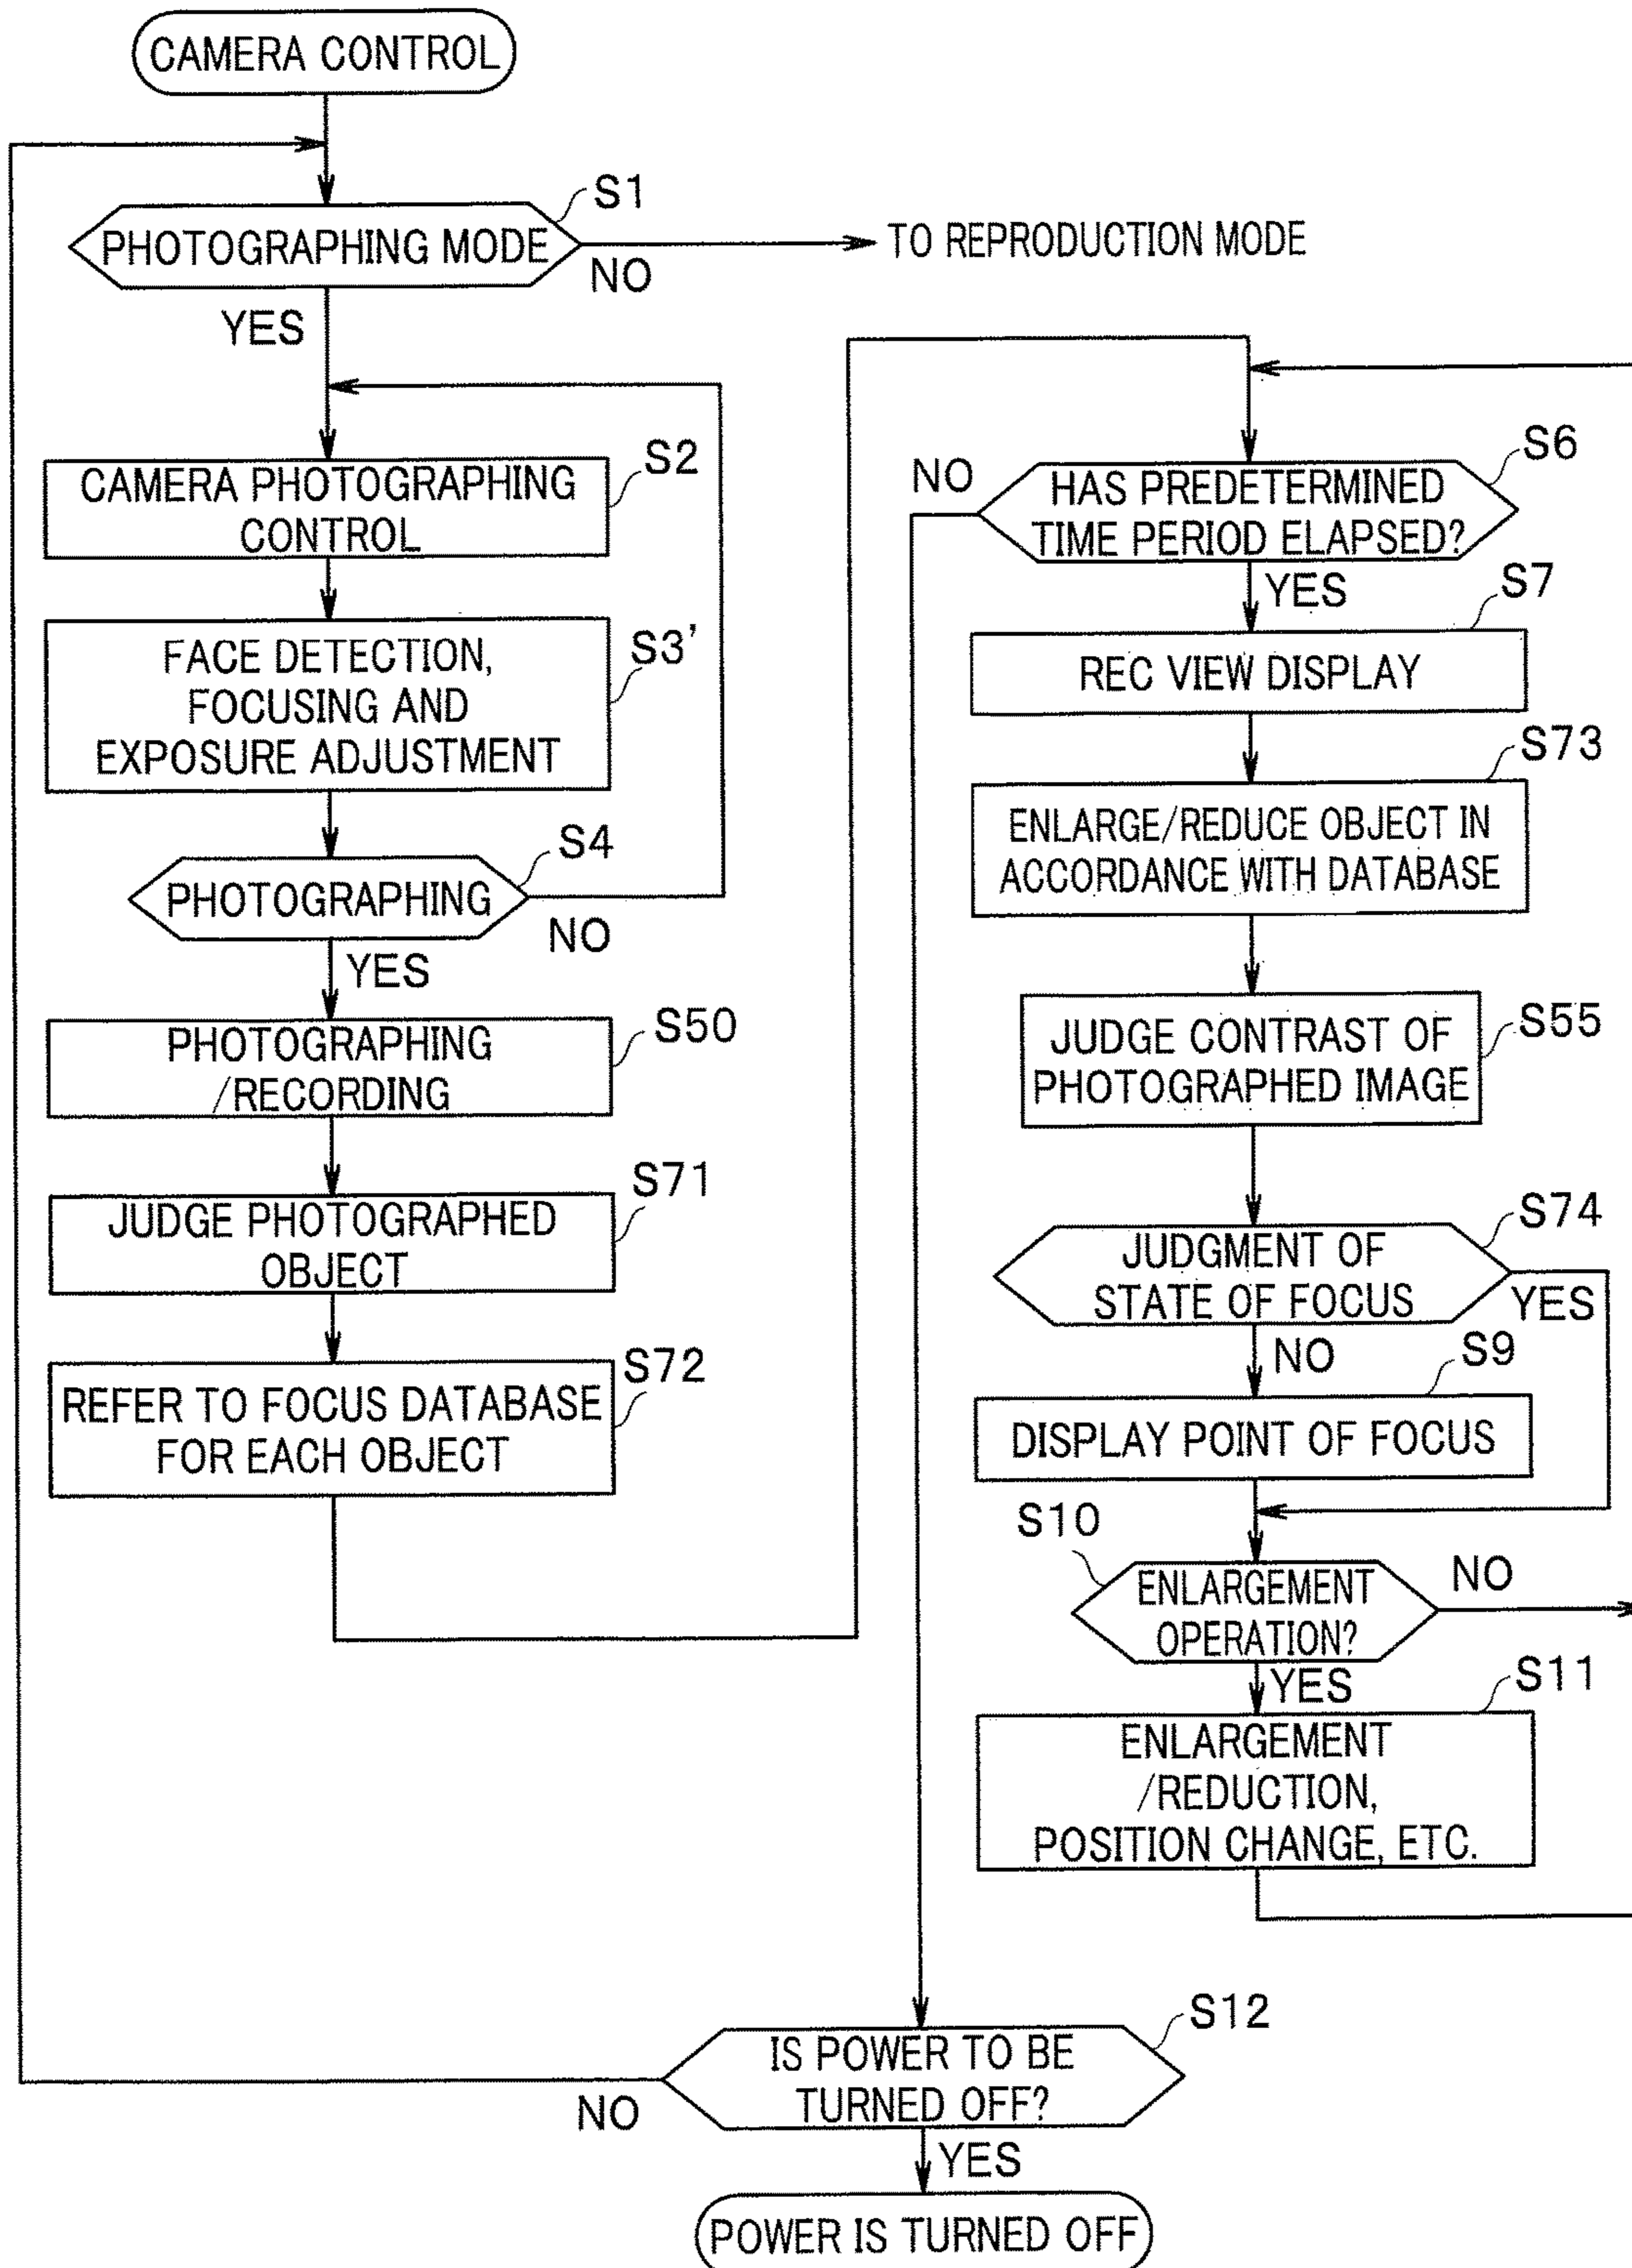 CAMERA CONTROL
S1
PHOTOGRAPHING MODE
TO REPRODUCTION MODE
NO
YES
S2
CAMERA PHOTOGRAPHING
CONTROL
S3'
FACE DETECTION,
FOCUSING AND
EXPOSURE ADJUSTMENT
S4
PHOTOGRAPHING
NO
YES
S50
PHOTOGRAPHING
/RECORDING
S71
JUDGE PHOTOGRAPHED
OBJECT
S72
REFER TO FOCUS DATABASE
FOR EACH OBJECT
S6
NO
HAS PREDETERMINED
TIME PERIOD ELAPSED?
YES
S7
REC VIEW DISPLAY
S73
ENLARGE/REDUCE OBJECT IN
ACCORDANCE WITH DATABASE
S55
JUDGE CONTRAST OF
PHOTOGRAPHED IMAGE
S74
JUDGMENT OF
STATE OF FOCUS
YES
NO
S9
DISPLAY POINT OF FOCUS
S10
ENLARGEMENT
OPERATION?
NO
YES
S11
ENLARGEMENT
/REDUCTION,
POSITION CHANGE, ETC.
S12
IS POWER TO BE
TURNED OFF?
NO
YES
POWER IS TURNED OFF